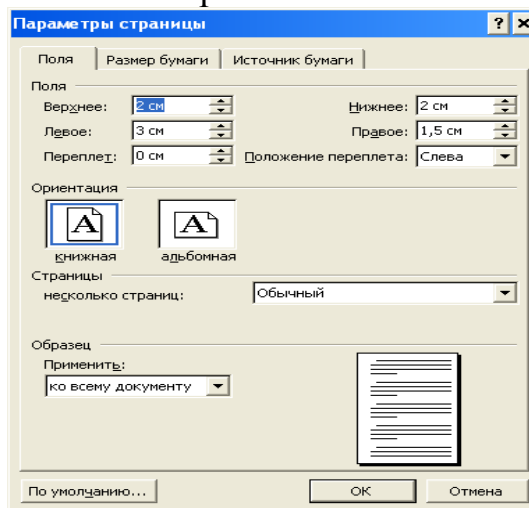 Параметры страницы
Поля Размер бумаги Источник бумаги
Поля
Верхнее: 2 см Нижнее: 2 см
Левое: 3 см Правое: 1,5 см
Переплет: 0 см Положение переплета: Слева
Ориентация
А А
книжная альбомная
Страницы
несколько страниц: Обычный
Образец
Применить:
ко всему документу
По умолчанию... ОК Отмена